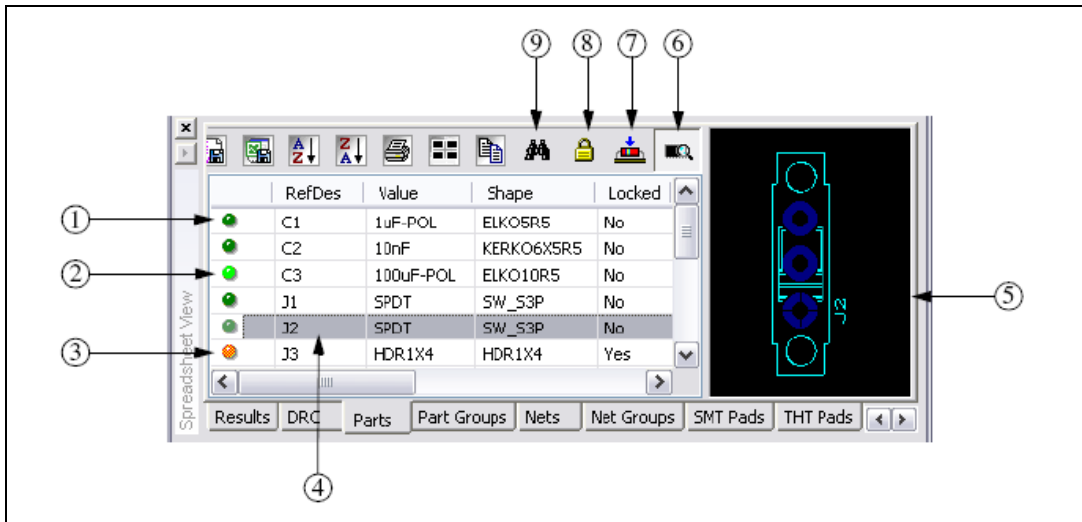 9 8 7 6
RefDes Value Shape Locked
1 C1 1uF-POL ELKO5R5 No
C2 10nF KERKO6X5R5 No
2 C3 100uF-POL ELKO10R5 No
J1 SPDT SW_S3P No
J2 SPDT SW_S3P No
3 J3 HDR1X4 HDR1X4 Yes
J2
5
Spreadsheet View
Results DRC Parts Part Groups Nets Net Groups SMT Pads THT Pads
4